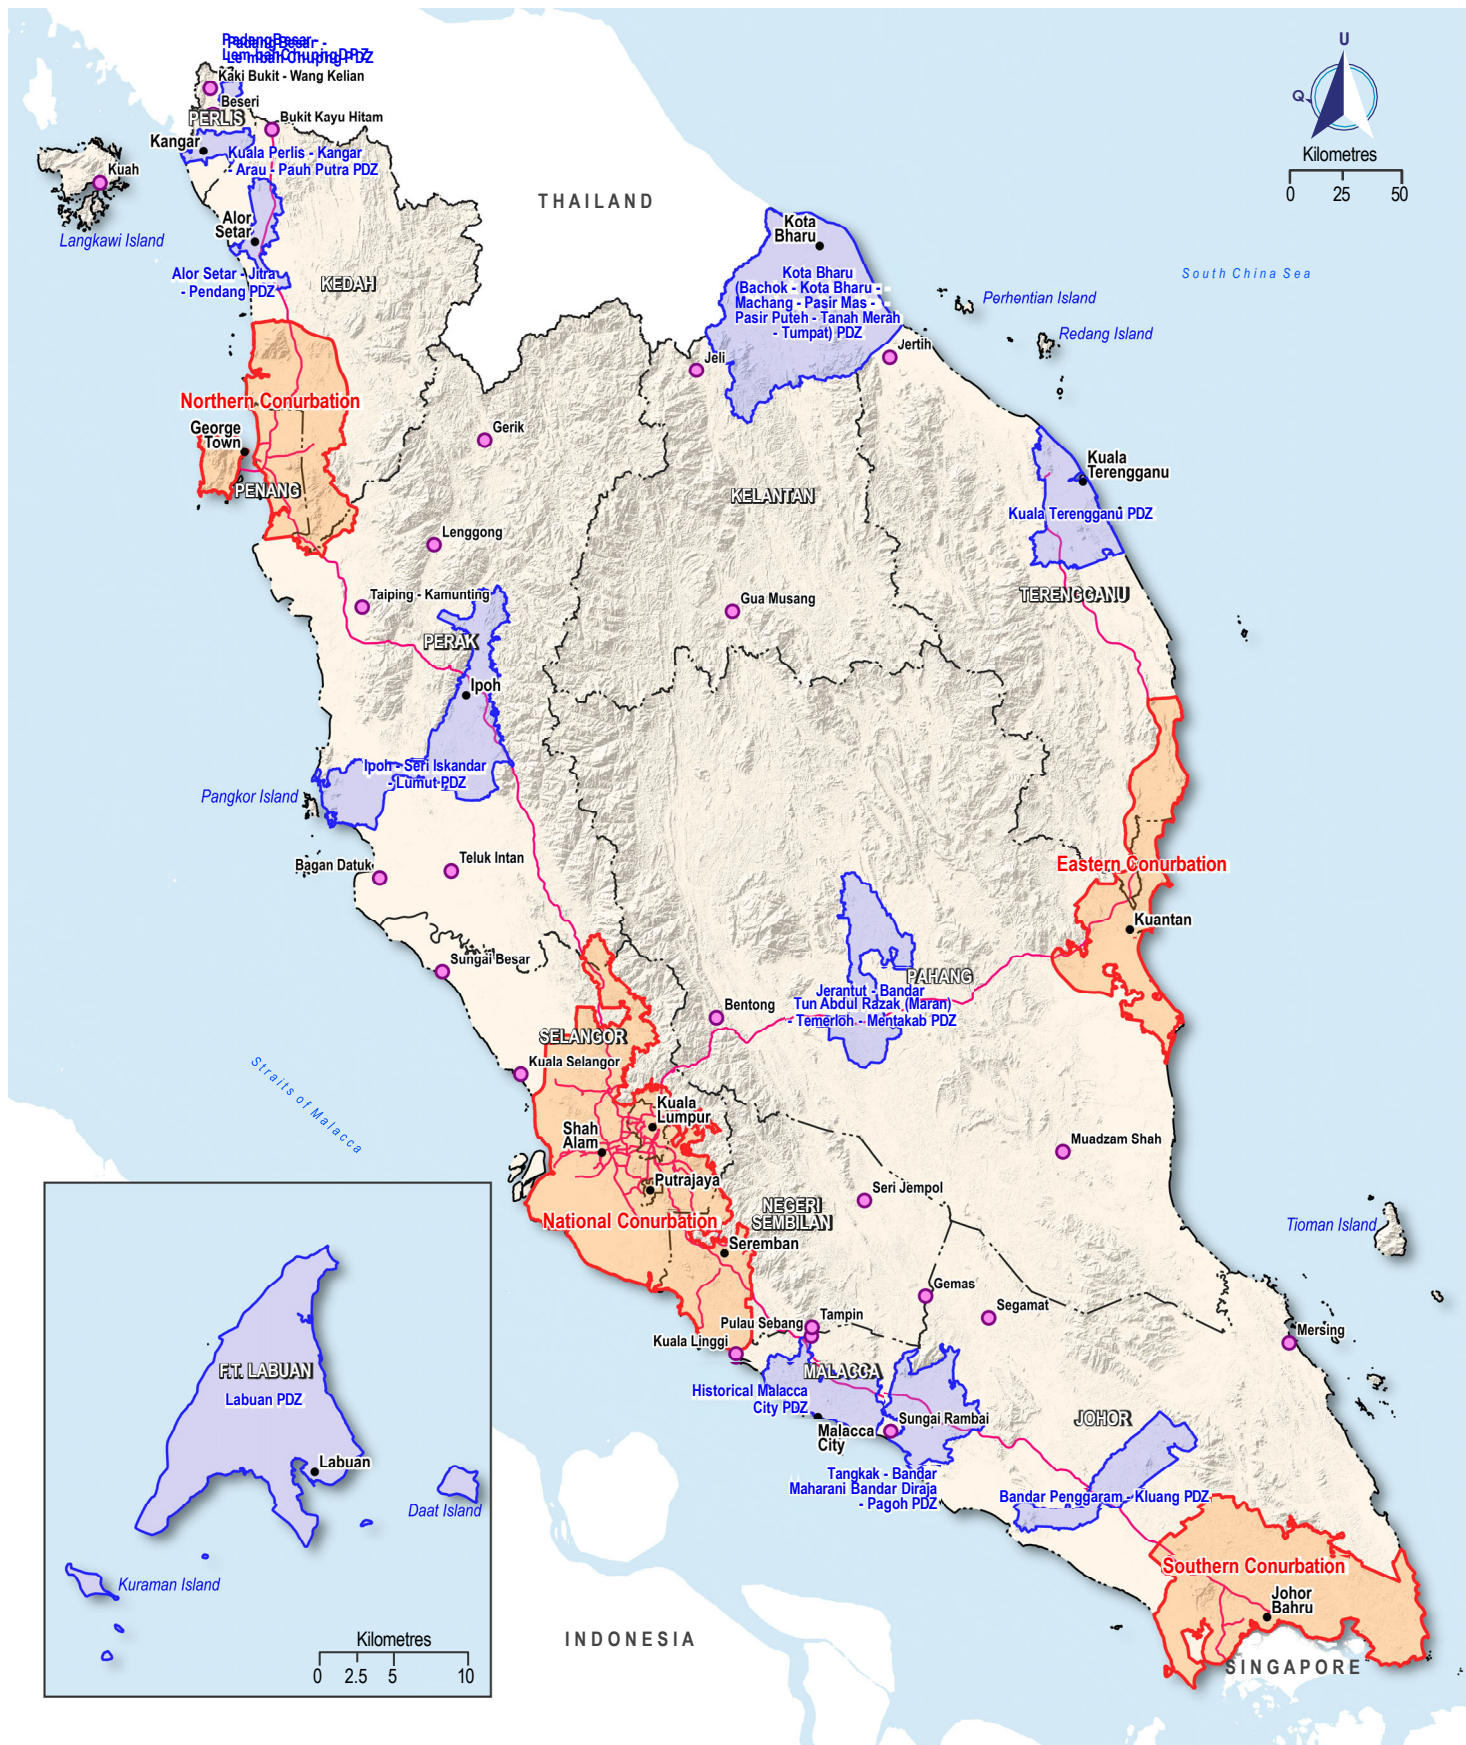 Padang Besar -
Lembah Chuping PDZ
Kaki Bukit - Wang Kelian
Beseri
PERLIS
Bukit Kayu Hitam
Kangar
Kuala Perlis - Kangar
- Arau - Pauh Putra PDZ
Kuah
Langkawi Island
Alor
Setar
Alor Setar - Jitra
- Pendang PDZ
KEDAH
THAILAND
U
Q
Kilometres
0 25 50
South China Sea
Kota
Bharu
Kota Bharu
(Bachok - Kota Bharu -
Machang - Pasir Mas -
Pasir Puteh - Tanah Merah
- Tumpat) PDZ
Perhentian Island
Redang Island
Jertih
Jeli
Northern Conurbation
George
Town
PENANG
Gerik
KELANTAN
Kuala
Terengganu
Kuala Terengganu PDZ
Lenggong
TERENGGANU
Taiping - Kamunting
Gua Musang
PERAK
Ipoh
Ipoh - Seri Iskandar
- Lumut PDZ
Pangkor Island
Bagan Datuk
Teluk Intan
Eastern Conurbation
Kuantan
Sungai Besar
PAHANG
Jerantut - Bandar
Tun Abdul Razak (Maran)
- Temerloh - Mentakab PDZ
Bentong
SELANGOR
Kuala Selangor
Straits of Malacca
Kuala
Lumpur
Shah
Alam
Putrajaya
National Conurbation
Seremban
NEGERI
SEMBILAN
Seri Jempol
Muadzam Shah
Tioman Island
Gemas
Segamat
Mersing
Tampin
Pulau Sebang
Kuala Linggi
MALACCA
Historical Malacca
City PDZ
Malacca
City
Sungai Rambai
JOHOR
Tangkak - Bandar
Maharani Bandar Diraja
- Pagoh PDZ
Bandar Penggaram - Kluang PDZ
Southern Conurbation
Johor
Bahru
SINGAPORE
INDONESIA
F.T. LABUAN
Labuan PDZ
Labuan
Daat Island
Kuraman Island
Kilometres
0 2.5 5 10